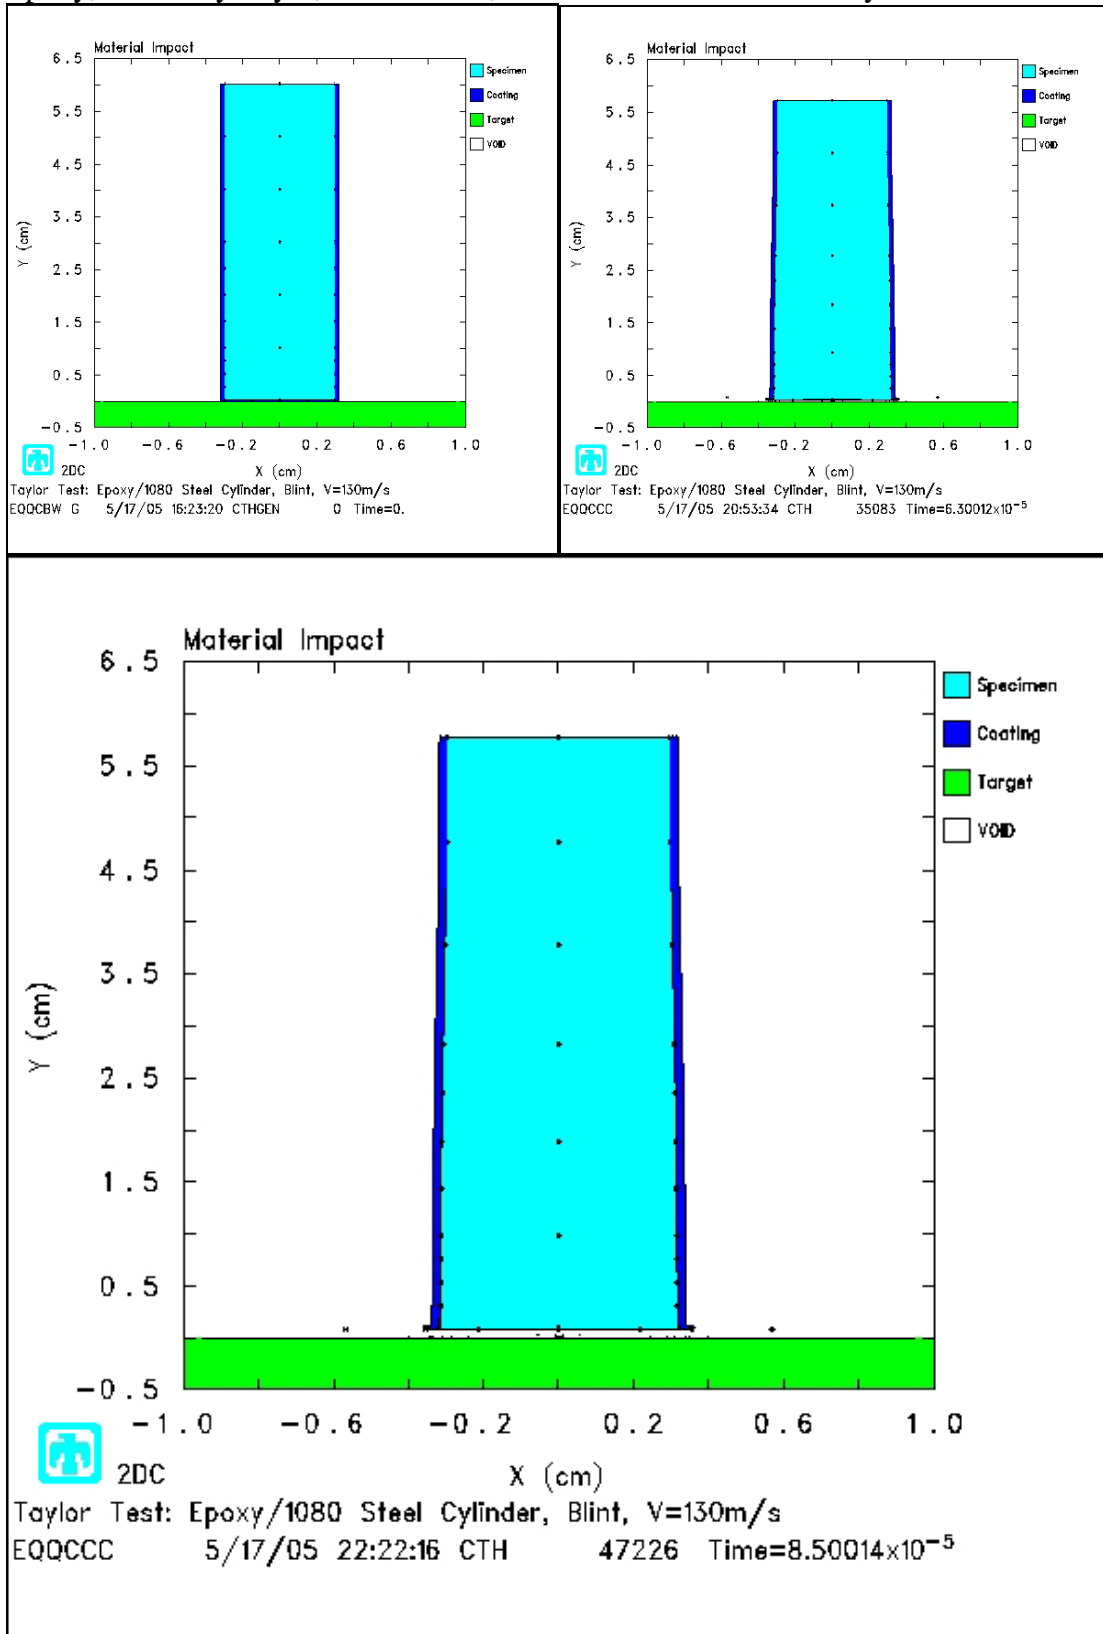 Material Impact
6.5
5.5
4.5
3.5
2.5
1.5
0.5
-0.5
Y (cm)
-1.0 -0.6 -0.2 0.2 0.6 1.0
X (cm)
Specimen
Coating
Target
VOID
2DC
Taylor Test: Epoxy/1080 Steel Cylinder, Blint, V=130m/s
EQQCBW G 5/17/05 16:23:20 CTHGEN 0 Time=0.
Material Impact
6.5
5.5
4.5
3.5
2.5
1.5
0.5
-0.5
Y (cm)
-1.0 -0.6 -0.2 0.2 0.6 1.0
X (cm)
Specimen
Coating
Target
VOID
2DC
Taylor Test: Epoxy/1080 Steel Cylinder, Blint, V=130m/s
EQQCCC 5/17/05 20:53:34 CTH 35083 Time=6.30012x10⁻⁵
Material Impact
6.5
5.5
4.5
3.5
2.5
1.5
0.5
-0.5
Y (cm)
-1.0 -0.6 -0.2 0.2 0.6 1.0
X (cm)
Specimen
Coating
Target
VOID
2DC
Taylor Test: Epoxy/1080 Steel Cylinder, Blint, V=130m/s
EQQCCC 5/17/05 22:22:16 CTH 47226 Time=8.50014x10⁻⁵